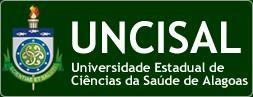 UNCISAL
Universidade Estadual de
Ciências da Saúde de Alagoas